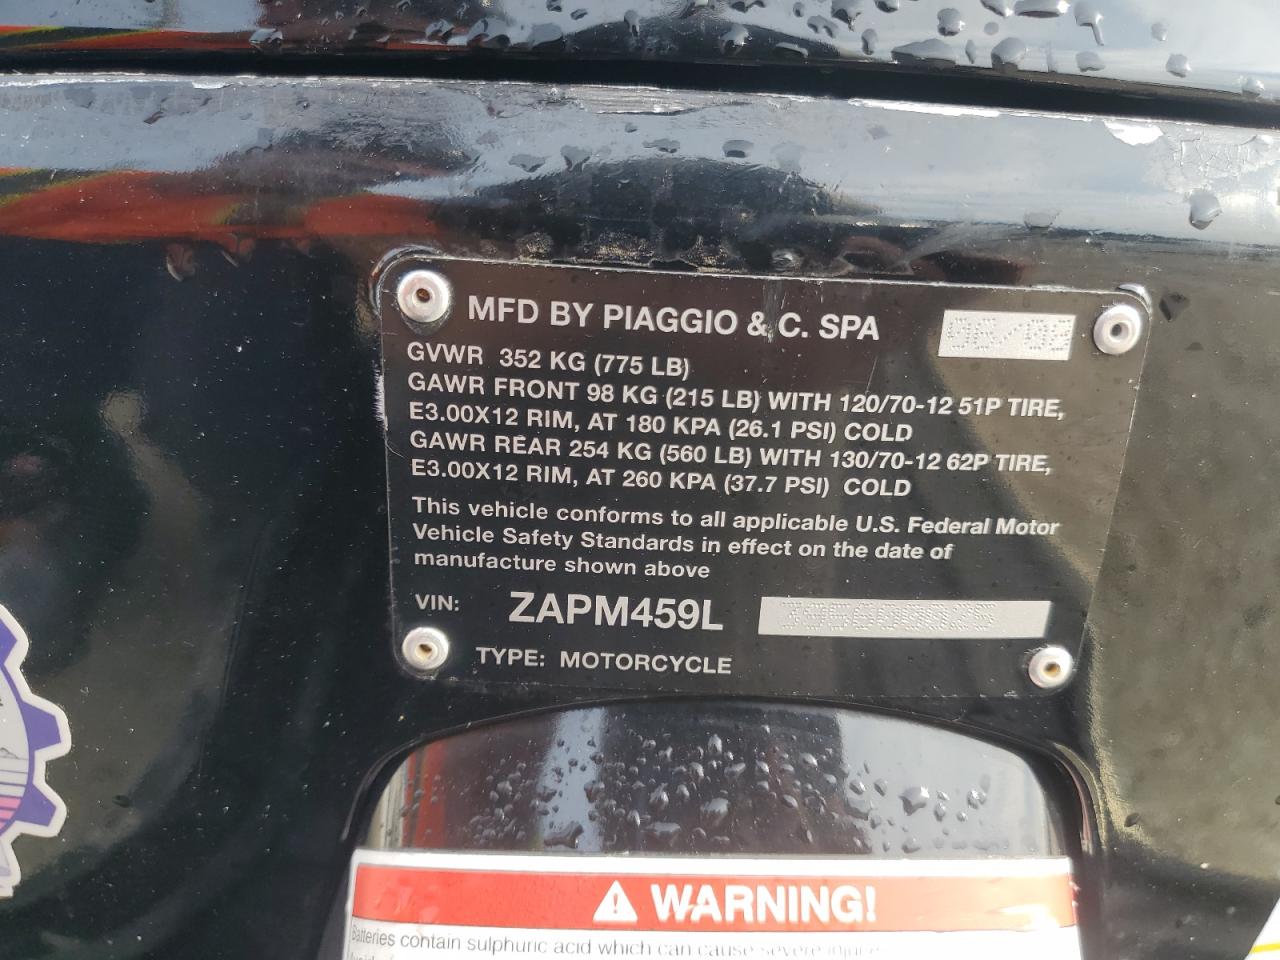 MFD BY PIAGGIO & C. SPA
GVWR 352 KG (775 LB)
GAWR FRONT 98 KG (215 LB) WITH 120/70-12 51P TIRE,
E3.00X12 RIM, AT 180 KPA (26.1 PSI) COLD
GAWR REAR 254 KG (560 LB) WITH 130/70-12 62P TIRE,
E3.00X12 RIM, AT 260 KPA (37.7 PSI) COLD
This vehicle conforms to all applicable U.S. Federal Motor
Vehicle Safety Standards in effect on the date of
manufacture shown above
VIN: ZAPM459L
TYPE: MOTORCYCLE
WARNING!
Batteries contain sulphuric acid which can cause severe